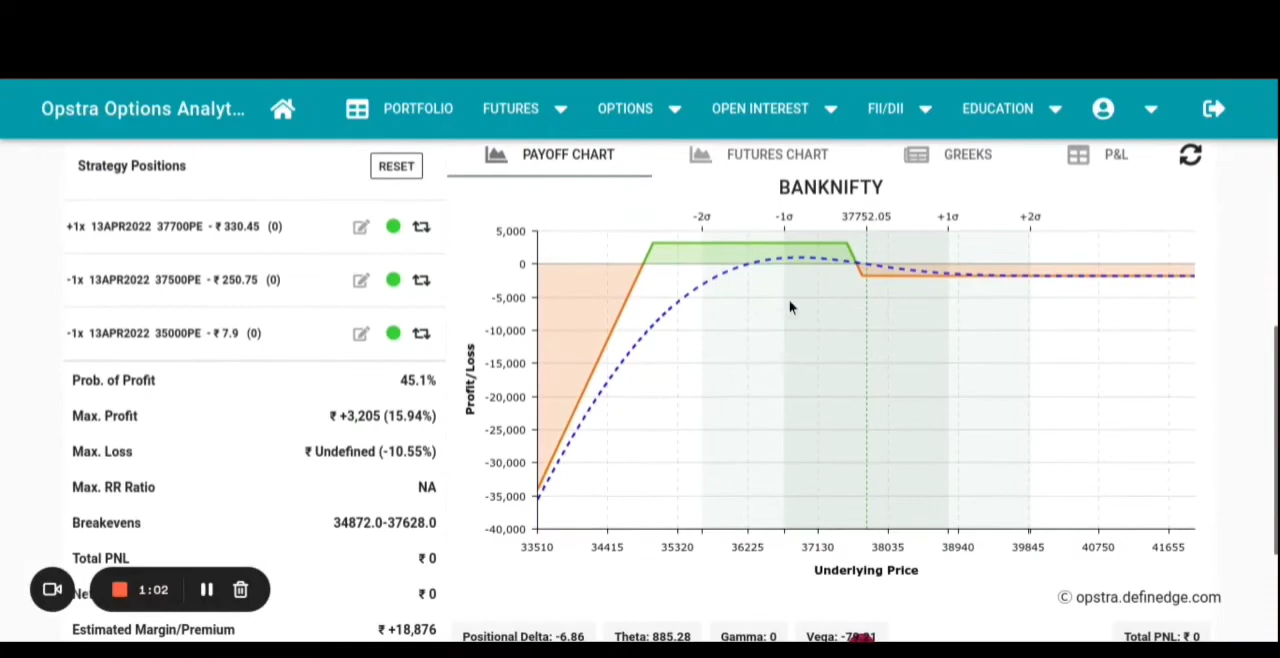 Opstra Options Analyt... PORTFOLIO FUTURES OPTIONS OPEN INTEREST FII/DII EDUCATION
Strategy Positions RESET
+1x 13APR2022 37700PE - ₹ 330.45 (0)
-1x 13APR2022 37500PE - ₹ 250.75 (0)
-1x 13APR2022 35000PE - ₹ 7.9 (0)
Prob. of Profit 45.1%
Max. Profit ₹ +3,205 (15.94%)
Max. Loss ₹ Undefined (-10.55%)
Max. RR Ratio NA
Breakevens 34872.0-37628.0
Total PNL ₹ 0
₹ 0
Estimated Margin/Premium ₹ +18,876
1:02
PAYOFF CHART FUTURES CHART GREEKS P&L
BANKNIFTY
-2σ -1σ 37752.05 +1σ +2σ
5,000
0
-5,000
-10,000
-15,000
-20,000
-25,000
-30,000
-35,000
-40,000
Profit/Loss
33510 34415 35320 36225 37130 38035 38940 39845 40750 41655
Underlying Price
© opstra.definedge.com
Positional Delta: -6.86 Theta: 885.28 Gamma: 0 Vega: Total PNL: ₹ 0